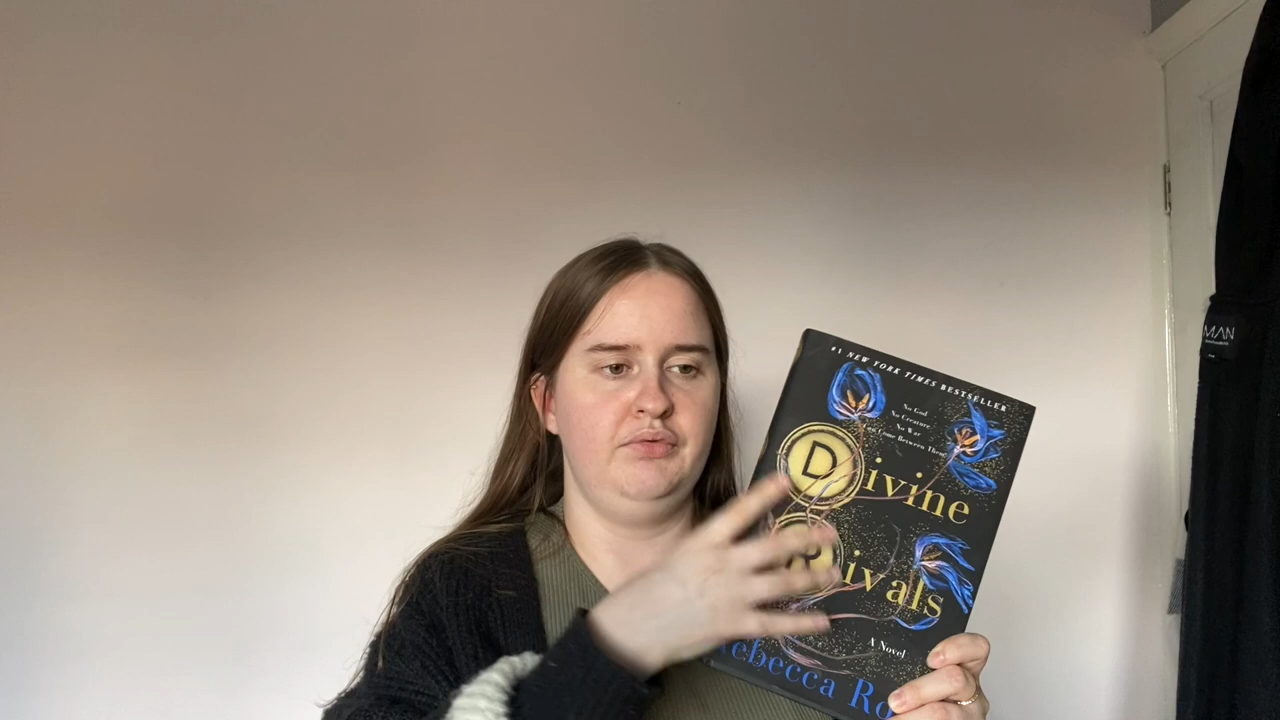 #1 NEW YORK TIMES BESTSELLER
No God
No Creature
No War
Come Between Them
Divine
Rivals
A Novel
Rebecca Ro
MAN